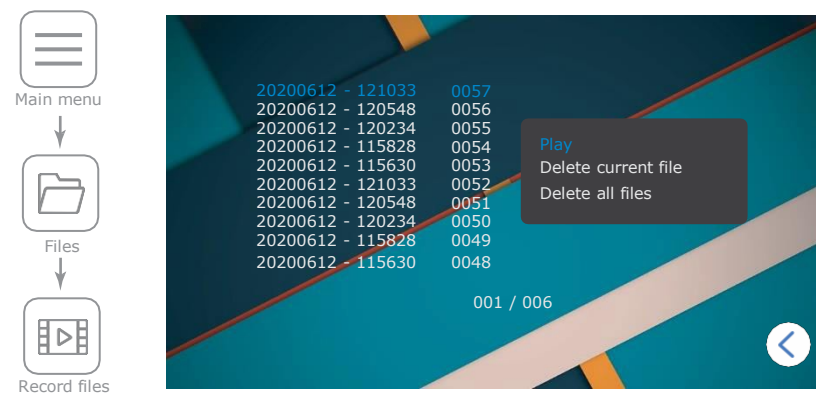 Main menu
Files
Record files
20200612 - 121033 0057
20200612 - 120548 0056
20200612 - 120234 0055
20200612 - 115828 0054
20200612 - 115630 0053
20200612 - 121033 0052
20200612 - 120548 0051
20200612 - 120234 0050
20200612 - 115828 0049
20200612 - 115630 0048
001 / 006
Play
Delete current file
Delete all files